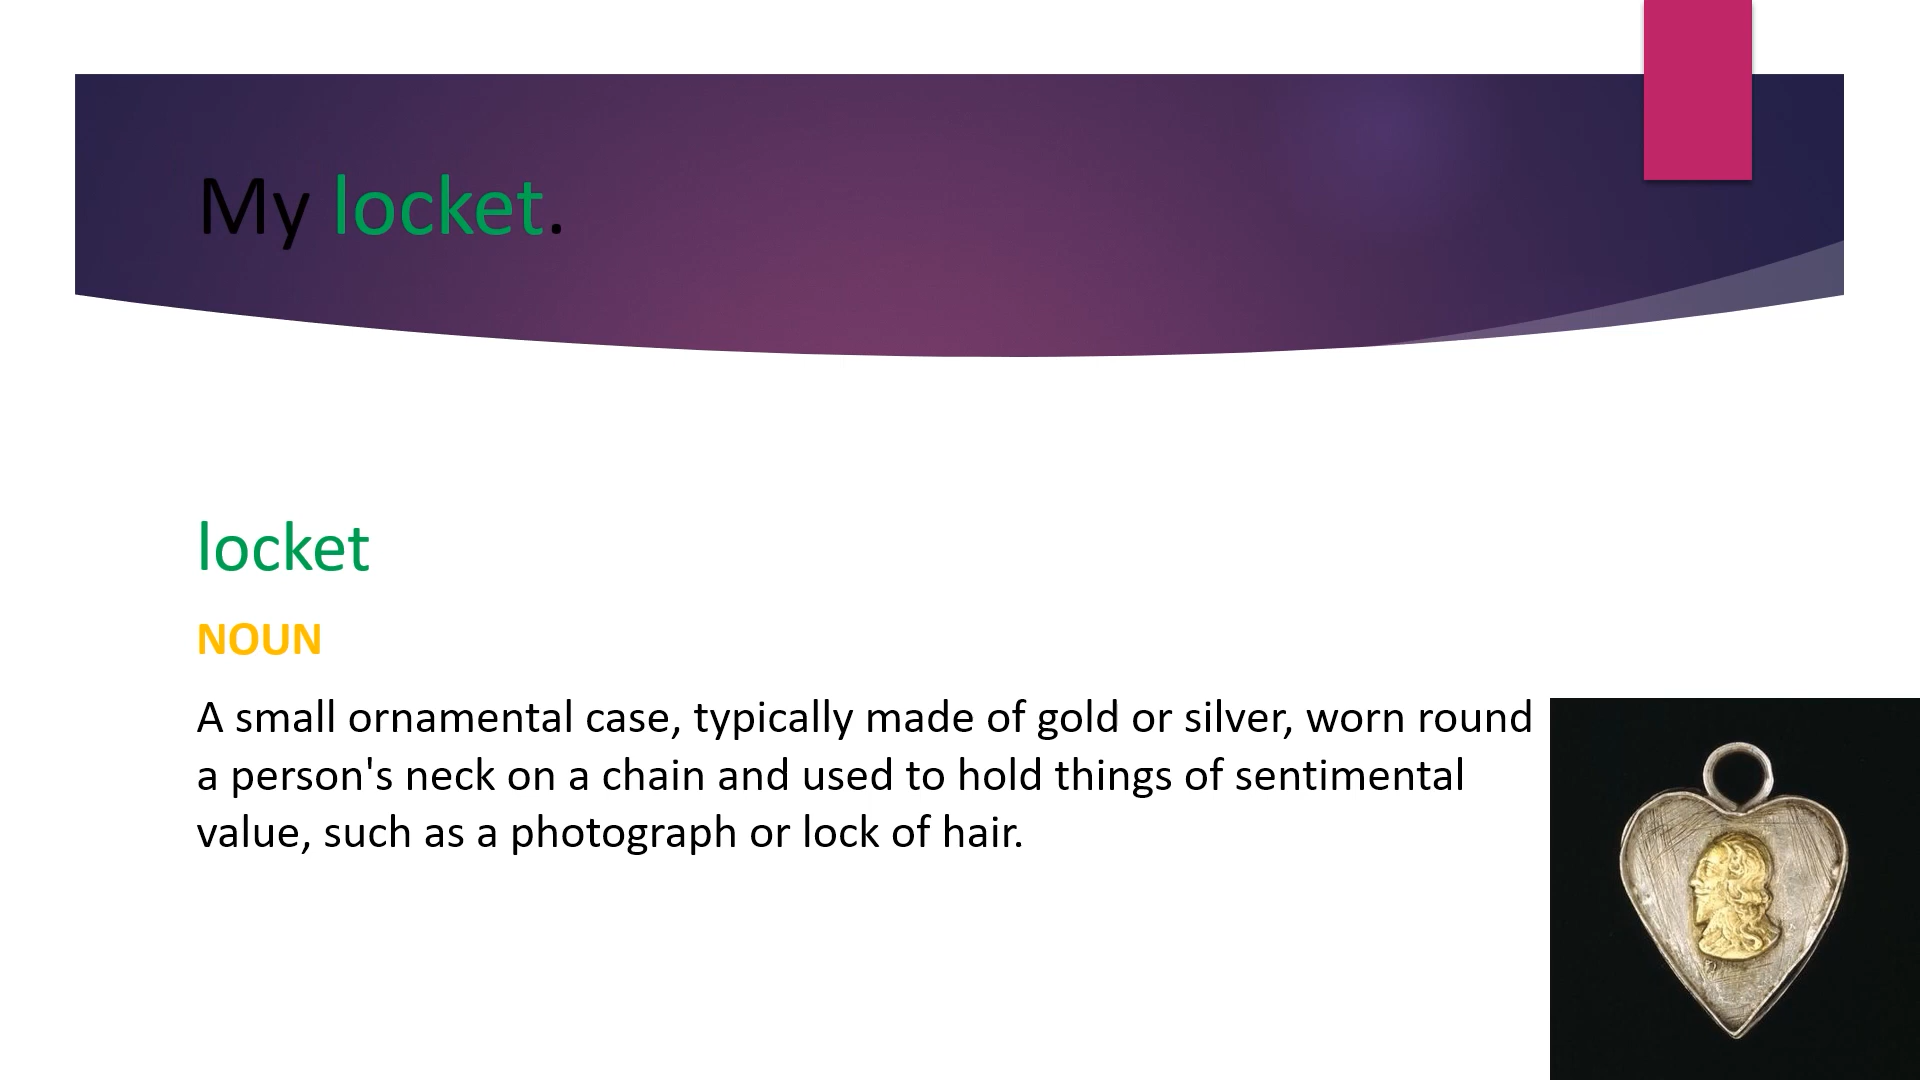 My locket.
locket
NOUN
A small ornamental case, typically made of gold or silver, worn round
a person's neck on a chain and used to hold things of sentimental
value, such as a photograph or lock of hair.